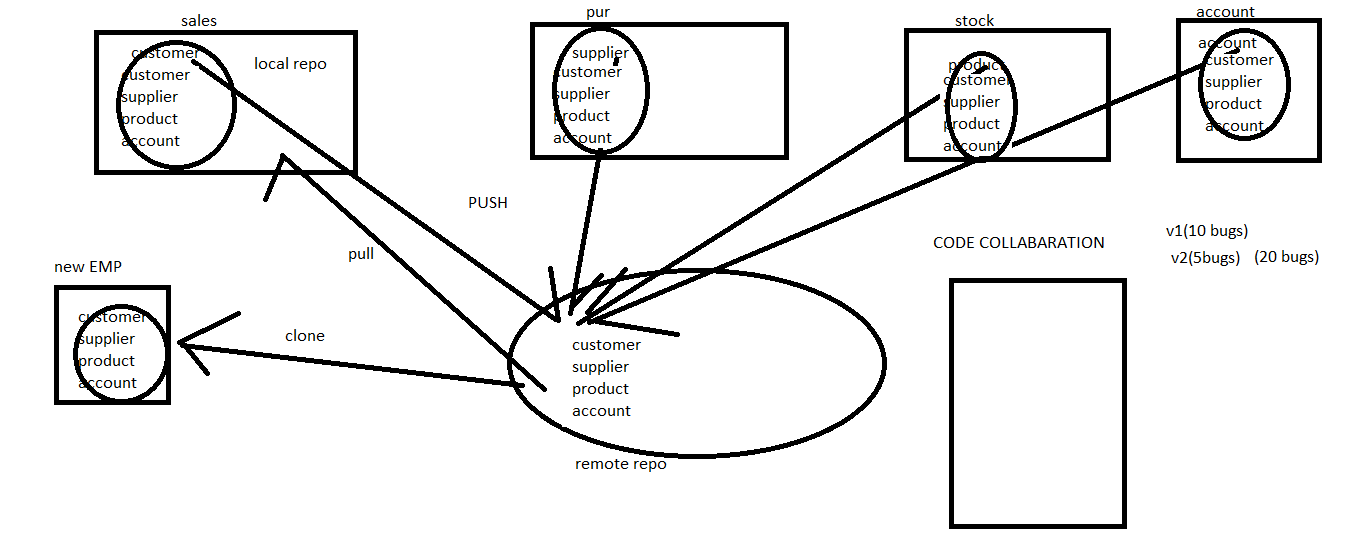 sales
customer
customer
supplier
product
account
local repo
pur
supplier
customer
supplier
product
account
stock
product
customer
supplier
product
account
account
account
customer
supplier
product
account
PUSH
pull
CODE COLLABARATION
v1(10 bugs)
v2(5bugs) (20 bugs)
new EMP
customer
supplier
product
account
clone
customer
supplier
product
account
remote repo